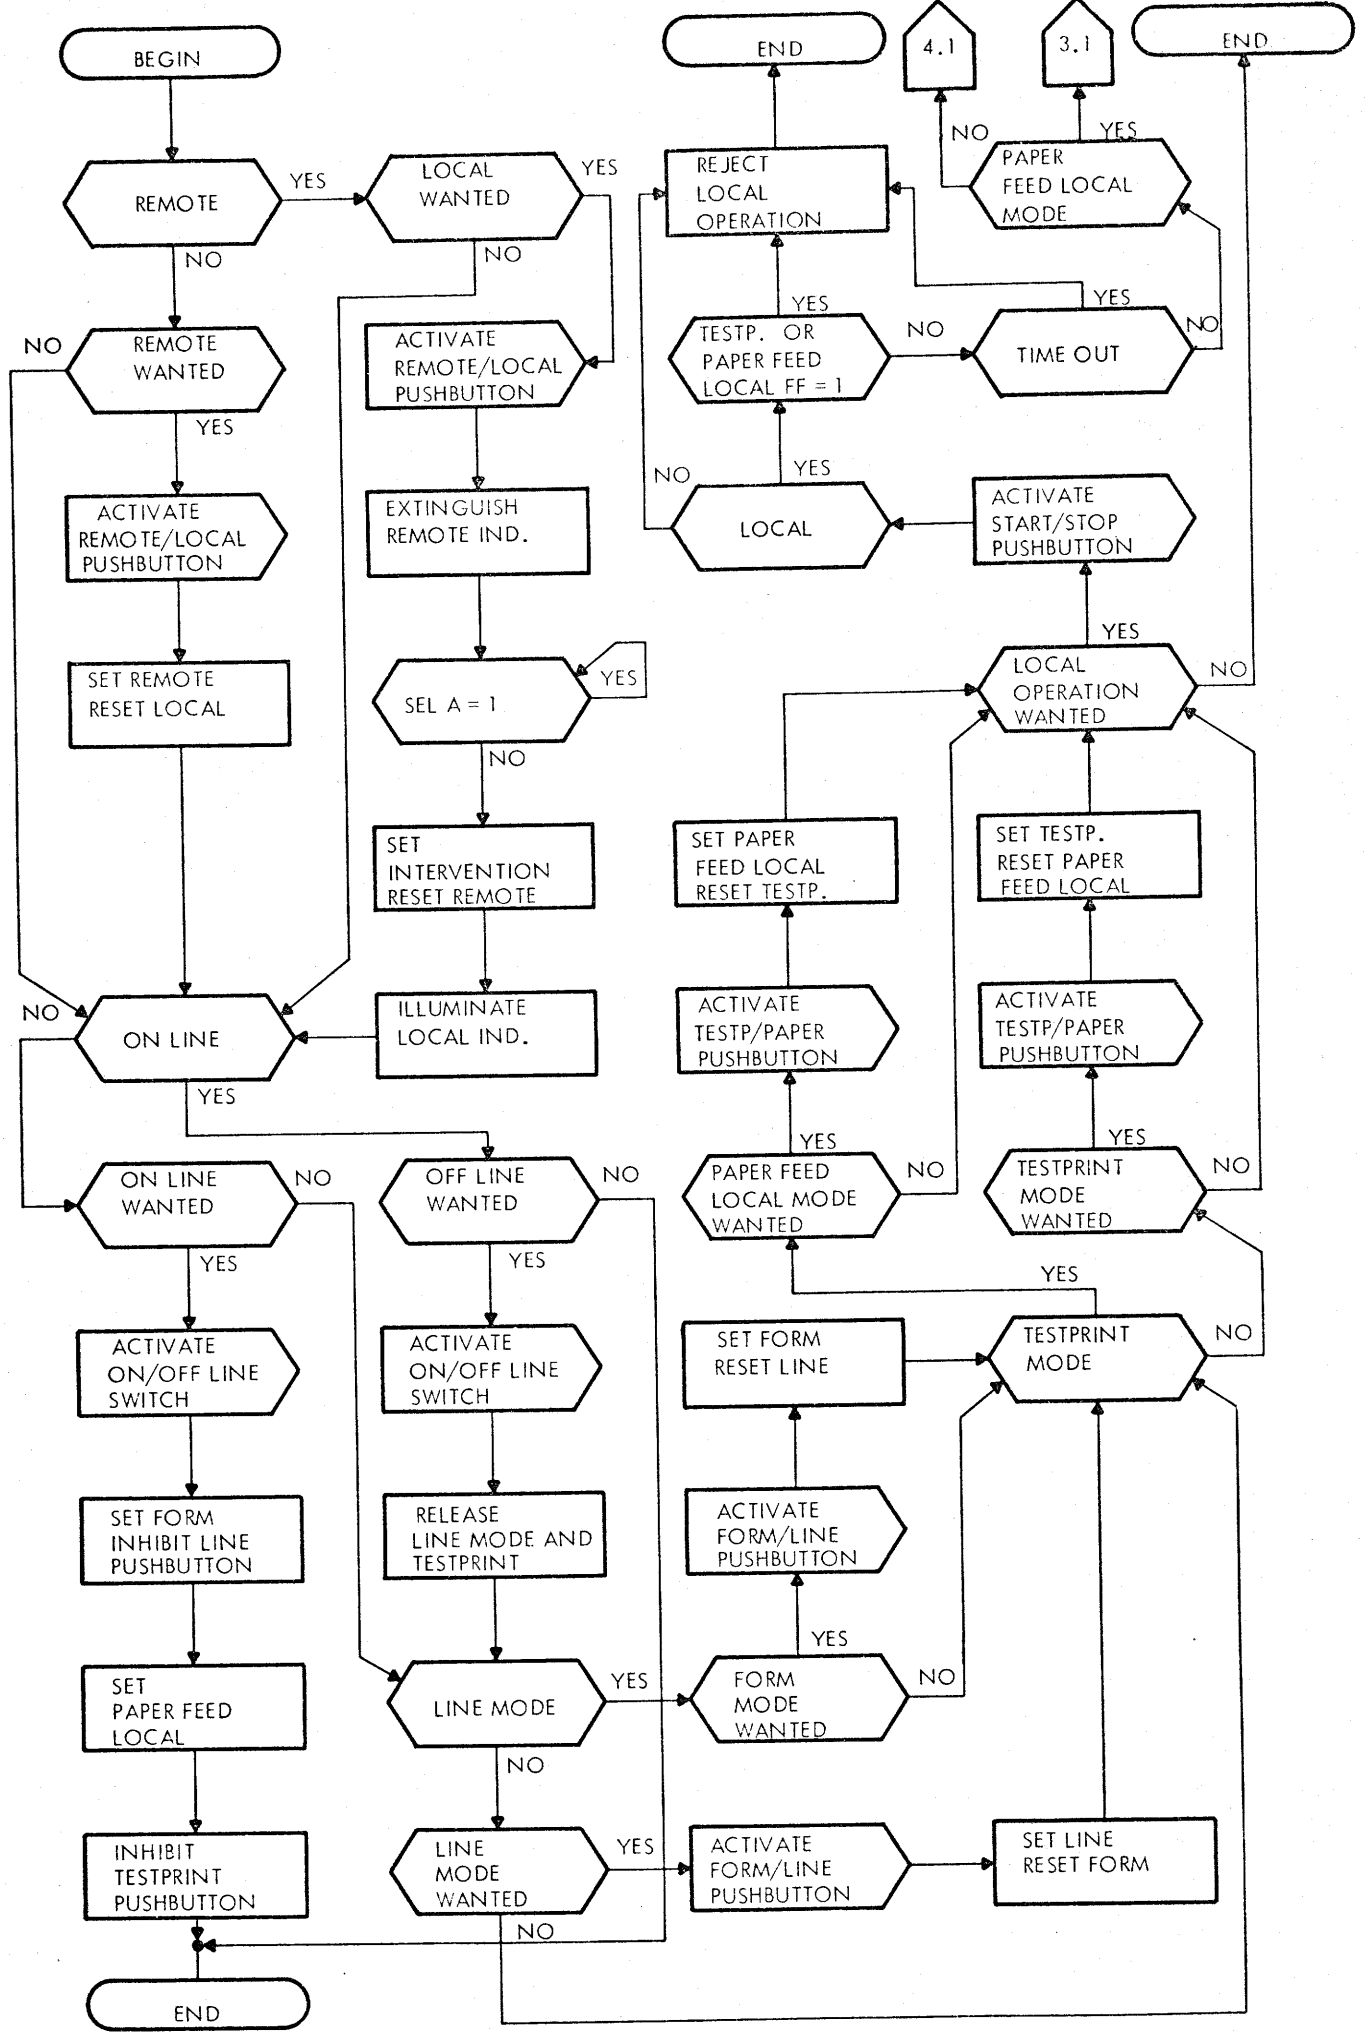 BEGIN
REMOTE
YES
NO
LOCAL
WANTED
YES
NO
REMOTE
WANTED
NO
YES
ACTIVATE
REMOTE/LOCAL
PUSHBUTTON
SET REMOTE
RESET LOCAL
ACTIVATE
REMOTE/LOCAL
PUSHBUTTON
EXTINGUISH
REMOTE IND.
SEL A = 1
YES
NO
SET
INTERVENTION
RESET REMOTE
ILLUMINATE
LOCAL IND.
NO
ON LINE
YES
ON LINE
WANTED
NO
YES
ACTIVATE
ON/OFF LINE
SWITCH
SET FORM
INHIBIT LINE
PUSHBUTTON
SET
PAPER FEED
LOCAL
INHIBIT
TESTPRINT
PUSHBUTTON
END
OFF LINE
WANTED
NO
YES
ACTIVATE
ON/OFF LINE
SWITCH
RELEASE
LINE MODE AND
TESTPRINT
LINE MODE
YES
NO
LINE
MODE
WANTED
YES
NO
END
REJECT
LOCAL
OPERATION
YES
TESTP. OR
PAPER FEED
LOCAL FF = 1
NO
NO
YES
LOCAL
SET PAPER
FEED LOCAL
RESET TESTP.
ACTIVATE
TESTP/PAPER
PUSHBUTTON
YES
PAPER FEED
LOCAL MODE
WANTED
NO
SET FORM
RESET LINE
ACTIVATE
FORM/LINE
PUSHBUTTON
YES
FORM
MODE
WANTED
NO
ACTIVATE
FORM/LINE
PUSHBUTTON
4.1
3.1
END
NO
YES
PAPER
FEED LOCAL
MODE
YES
TIME OUT
NO
ACTIVATE
START/STOP
PUSHBUTTON
YES
LOCAL
OPERATION
WANTED
NO
SET TESTP.
RESET PAPER
FEED LOCAL
ACTIVATE
TESTP/PAPER
PUSHBUTTON
YES
TESTPRINT
MODE
WANTED
NO
YES
TESTPRINT
MODE
NO
SET LINE
RESET FORM